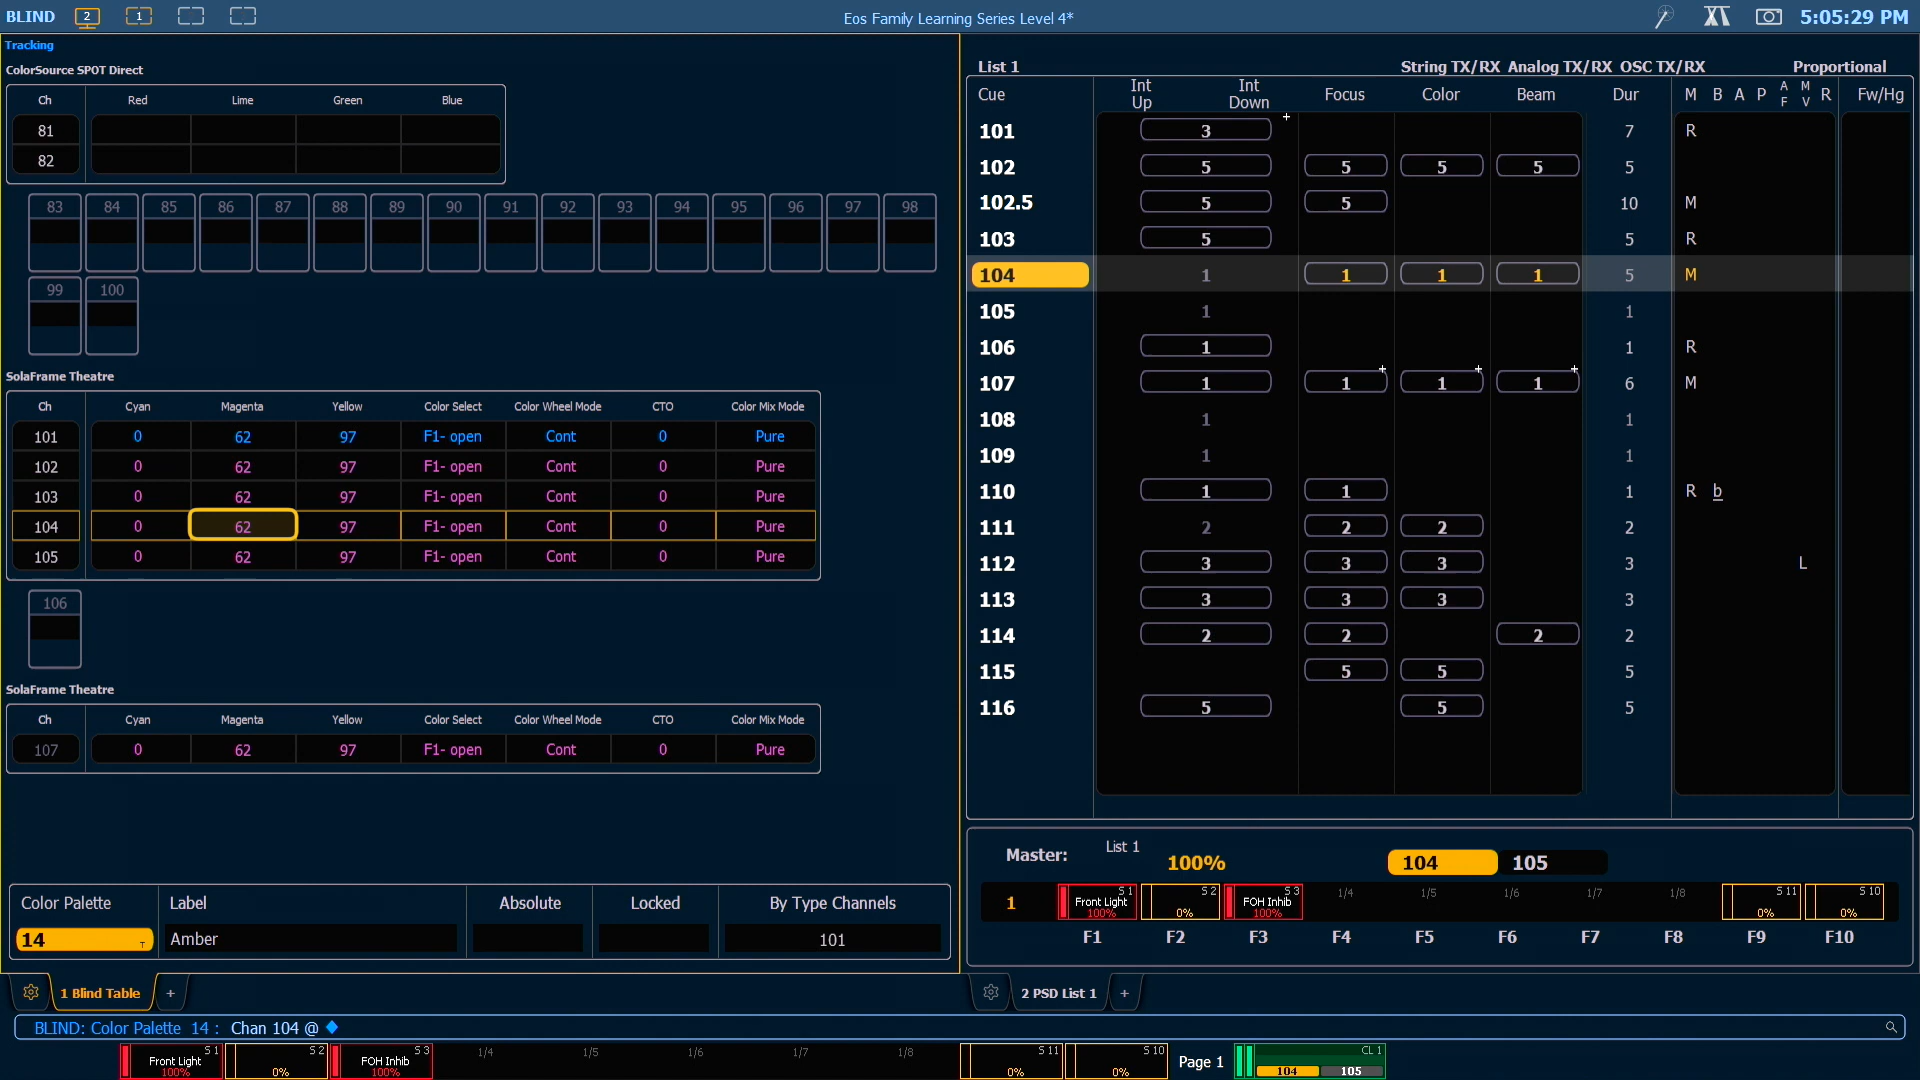 BLIND 2 1 Eos Family Learning Series Level 4* 5:05:29 PM
Tracking
ColorSource SPOT Direct
Ch Red Lime Green Blue
81
82
83 84 85 86 87 88 89 90 91 92 93 94 95 96 97 98
99 100
SolaFrame Theatre
Ch Cyan Magenta Yellow Color Select Color Wheel Mode CTO Color Mix Mode
101 0 62 97 F1- open Cont 0 Pure
102 0 62 97 F1- open Cont 0 Pure
103 0 62 97 F1- open Cont 0 Pure
104 0 62 97 F1- open Cont 0 Pure
105 0 62 97 F1- open Cont 0 Pure
106
SolaFrame Theatre
Ch Cyan Magenta Yellow Color Select Color Wheel Mode CTO Color Mix Mode
107 0 62 97 F1- open Cont 0 Pure
Color Palette Label Absolute Locked By Type Channels
14 T Amber 101
1 Blind Table +
List 1 String TX/RX Analog TX/RX OSC TX/RX Proportional
Cue Int Up Int Down Focus Color Beam Dur M B A P AF MV R Fw/Hg
101 3 + 7 R
102 5 5 5 5 5
102.5 5 5 10 M
103 5 5 R
104 1 1 1 1 5 M
105 1 1
106 1 1 R
107 1 1 + 1 + 1 + 6 M
108 1 1
109 1 1
110 1 1 1 R b
111 2 2 2 2
112 3 3 3 3 L
113 3 3 3 3
114 2 2 2 2
115 5 5 5
116 5 5 5
Master: List 1 100% 104 105
1 S 1 Front Light 100% S 2 0% S 3 FOH Inhib 100% 1/4 1/5 1/6 1/7 1/8 S 11 0% S 10 0%
F1 F2 F3 F4 F5 F6 F7 F8 F9 F10
2 PSD List 1 +
BLIND: Color Palette 14 : Chan 104 @
S 1 Front Light 100% S 2 0% S 3 FOH Inhib 100% 1/4 1/5 1/6 1/7 1/8 S 11 0% S 10 0% Page 1 CL 1 104 105